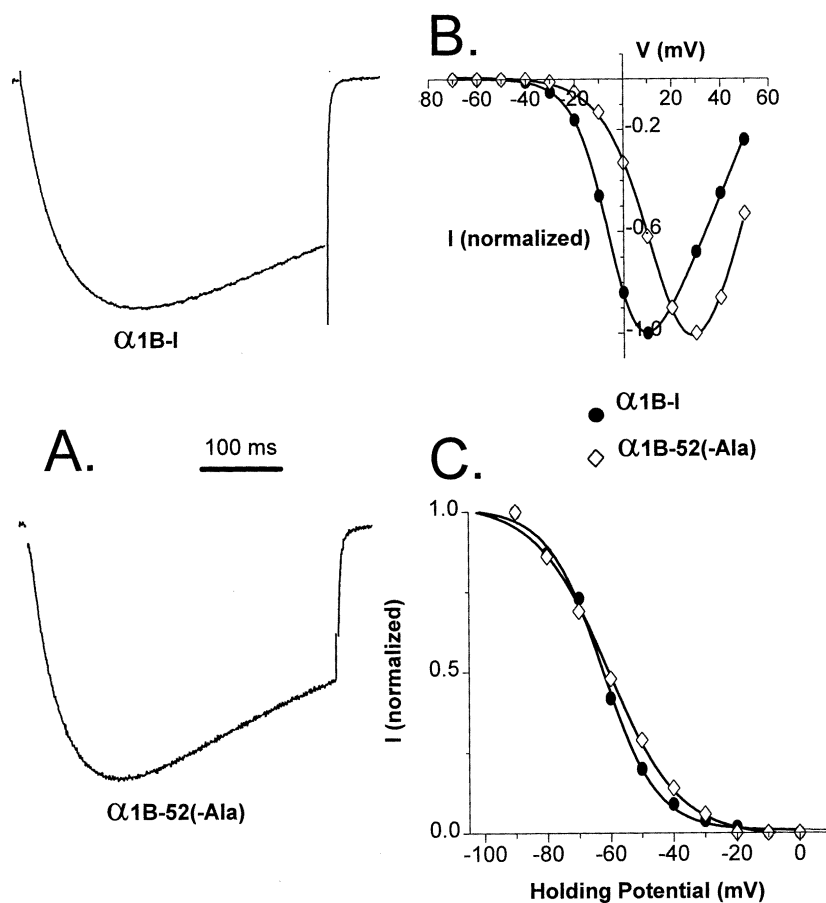 B.
V (mV)
80 -60 -40 -20 20 40 60
-0.2
-0.6
I (normalized)
-1.0
α1B-I
α1B-I
A.
100 ms
α1B-52(-Ala)
C.
1.0
0.5
0.0
I (normalized)
α1B-52(-Ala)
-100 -80 -60 -40 -20 0
Holding Potential (mV)